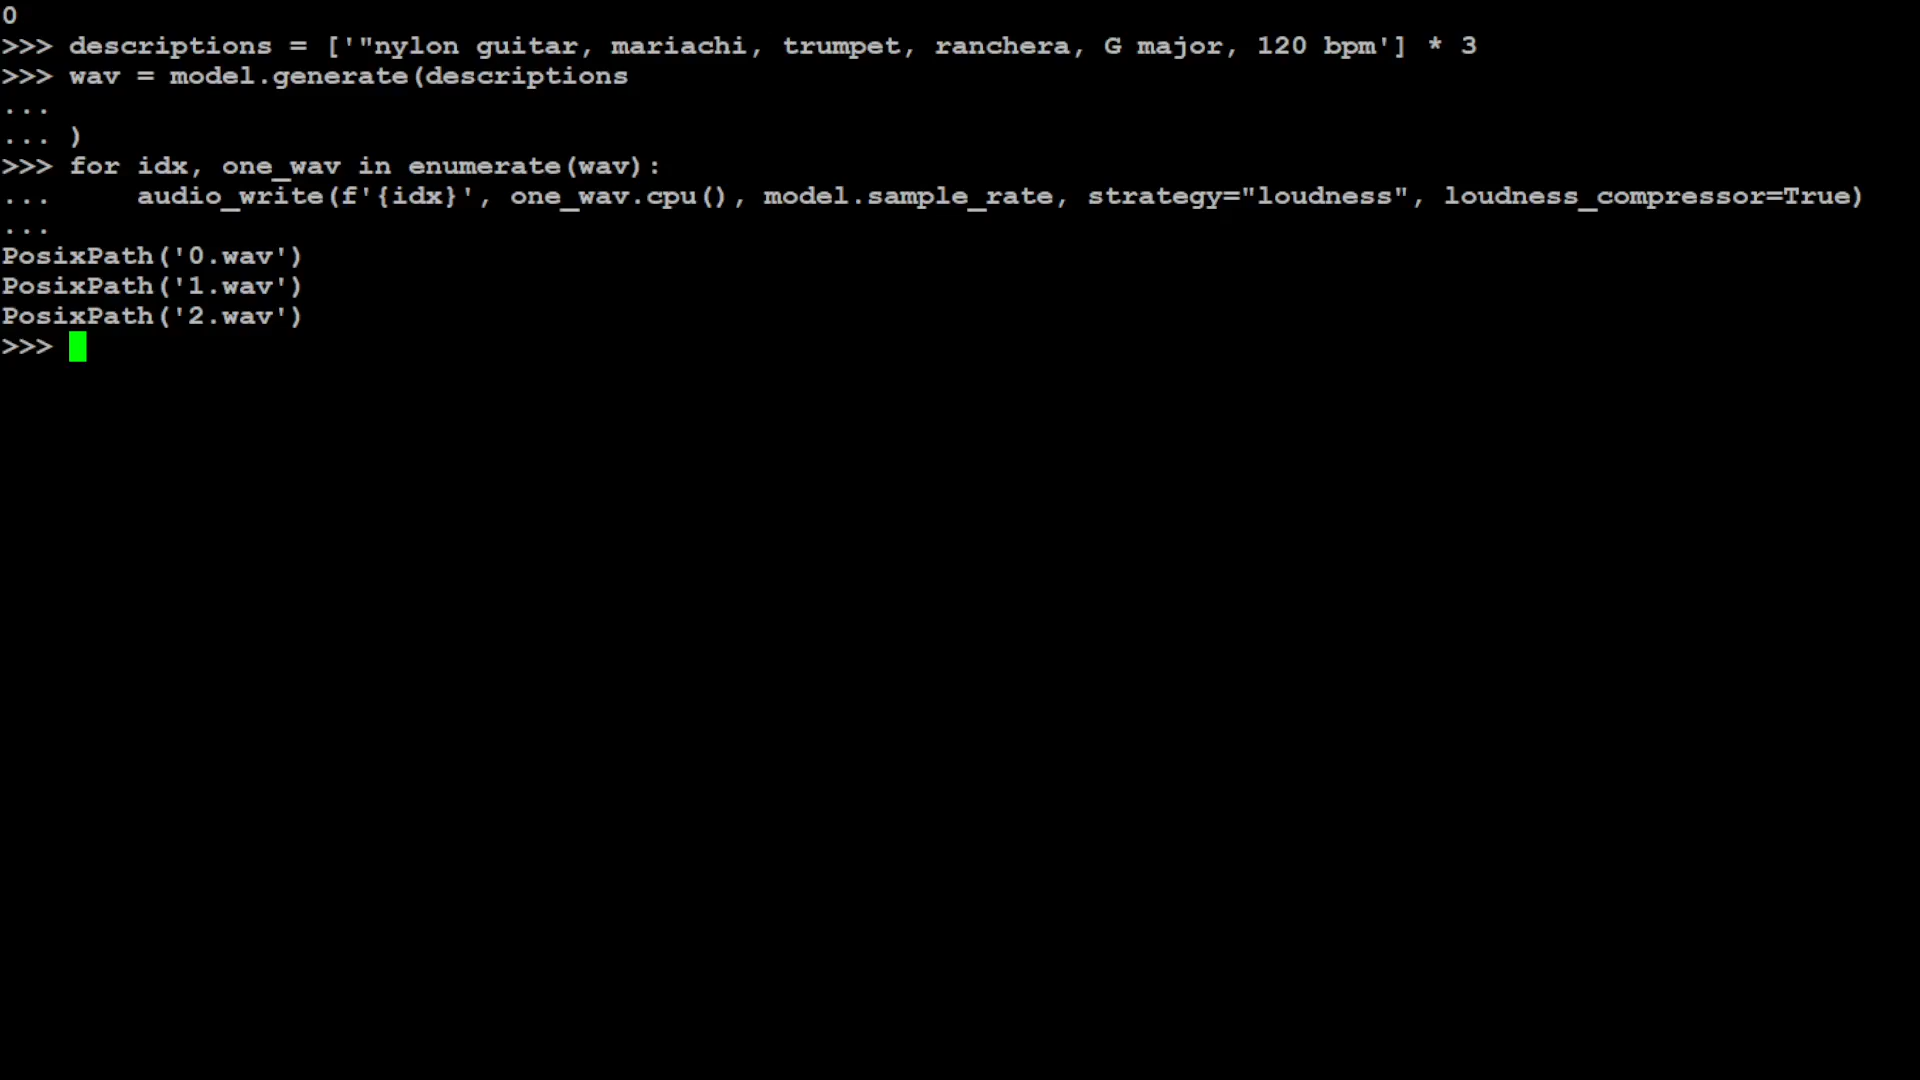 0
>>> descriptions = ['"nylon guitar, mariachi, trumpet, ranchera, G major, 120 bpm'] * 3
>>> wav = model.generate(descriptions
...
... )
>>> for idx, one_wav in enumerate(wav):
...     audio_write(f'{idx}', one_wav.cpu(), model.sample_rate, strategy="loudness", loudness_compressor=True)
...
PosixPath('0.wav')
PosixPath('1.wav')
PosixPath('2.wav')
>>>